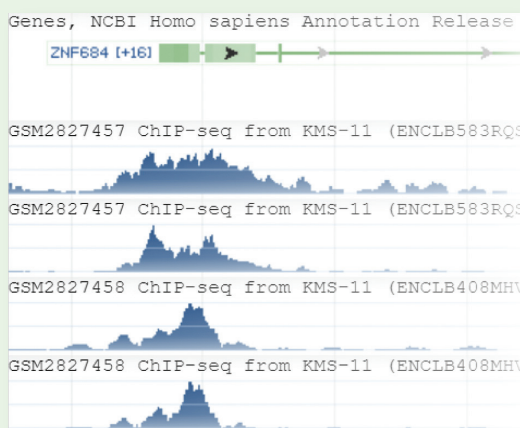 Genes, NCBI Homo sapiens Annotation Release
ZNF684 [+16]
GSM2827457 ChIP-seq from KMS-11 (ENCLB583RQS
GSM2827457 ChIP-seq from KMS-11 (ENCLB583RQS
GSM2827458 ChIP-seq from KMS-11 (ENCLB408MHV
GSM2827458 ChIP-seq from KMS-11 (ENCLB408MHV